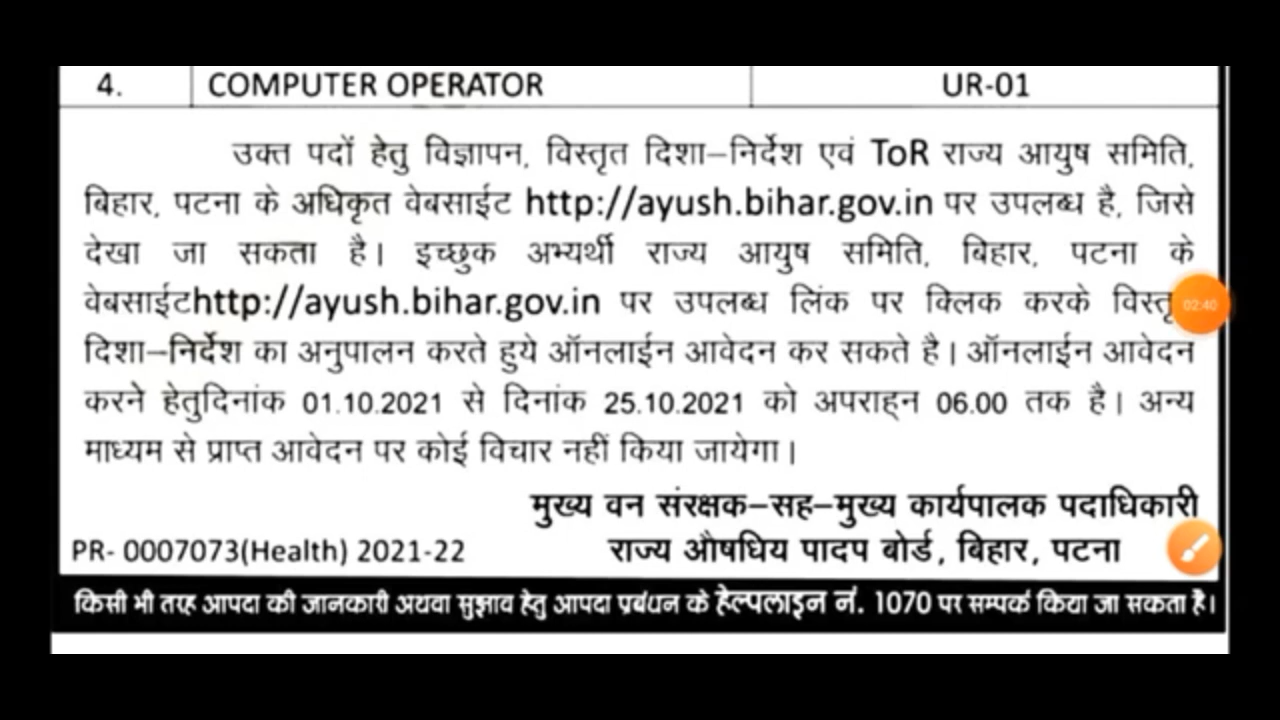 4. COMPUTER OPERATOR UR-01
उक्त पदों हेतु विज्ञापन, विस्तृत दिशा–निर्देश एवं ToR राज्य आयुष समिति,
बिहार, पटना के अधिकृत वेबसाईट http://ayush.bihar.gov.in पर उपलब्ध है, जिसे
देखा जा सकता है। इच्छुक अभ्यर्थी राज्य आयुष समिति, बिहार, पटना के
वेबसाईटhttp://ayush.bihar.gov.in पर उपलब्ध लिंक पर क्लिक करके
02:40
दिशा–निर्देश का अनुपालन करते हुये ऑनलाईन आवेदन कर सकते है। ऑनलाईन आवेदन
करने हेतुदिनांक 01.10.2021 से दिनांक 25.10.2021 को अपराह्न 06.00 तक है। अन्य
माध्यम से प्राप्त आवेदन पर कोई विचार नहीं किया जायेगा।
मुख्य वन संरक्षक–सह–मुख्य कार्यपालक पदाधिकारी
PR- 0007073(Health) 2021-22 राज्य औषधिय पादप बोर्ड, बिहार, पटना
किसी भी तरह आपदा की जानकारी अथवा सुझाव हेतु आपदा प्रबंधन के हेल्पलाइन नं. 1070 पर सम्पर्क किया जा सकता है।